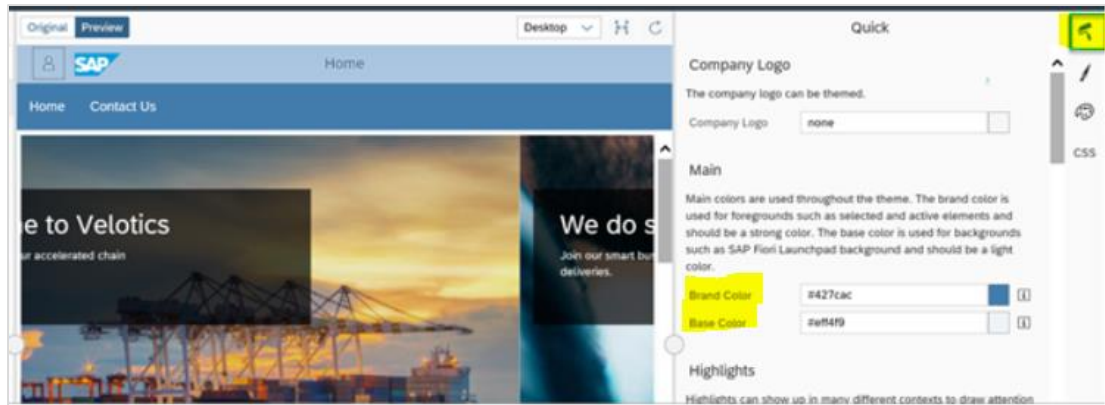 Original Preview
Desktop
Quick
SAP
Home
Home Contact Us
e to Velotics
ur accelerated chain
We do s
Join our smart bu
deliveries.
Company Logo
The company logo can be themed.
Company Logo none
Main
Main colors are used throughout the theme. The brand color is
used for foregrounds such as selected and active elements and
should be a strong color. The base color is used for backgrounds
such as SAP Fiori Launchpad background and should be a light
color.
Brand Color #427cac
Base Color #eff4f9
Highlights
Highlights can show up in many different contexts to draw attention
CSS